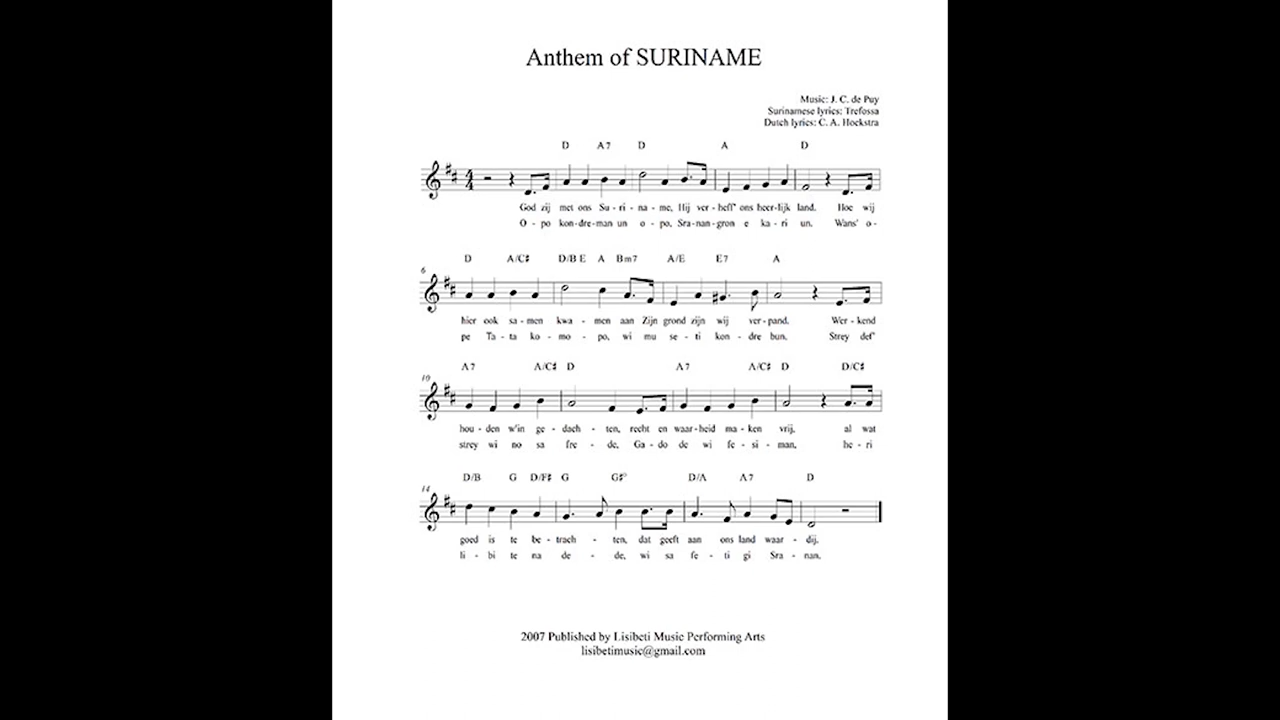 Anthem of SURINAME
Music: J. C. de Puy
Surinamese lyrics: Trefossa
Dutch lyrics: C. A. Hoekstra
D A7 D A D
God zij met ons Su - ri - na - me, Hij ver - heff' ons heer - lijk land. Hoe wij
O - po kon - dre - man un o - po, Sra - nan - gron e ka - ri un. Wans' o -
D A/C♯ D/B E A Bm7 A/E E7 A
6
hier ook sa - men kwa - men aan Zijn grond zijn wij ver - pand. Wer - kend
pe Ta - ta ko - mo - po, wi mu se - ti kon - dre bun. Strey def'
A7 A/C♯ D A7 A/C♯ D D/C♯
10
hou - den w'in ge - dach - ten, recht en waar - heid ma - ken vrij, al wat
strey wi no sa fre - de, Ga - do de wi fe - si - man, he - ri
D/B G D/F♯ G G♯° D/A A7 D
14
goed is te be - trach - ten, dat geeft aan ons land waar - dij.
li - bi te na de - de, wi sa fe - ti gi Sra - nan.
2007 Published by Lisibeti Music Performing Arts
lisibetimusic@gmail.com